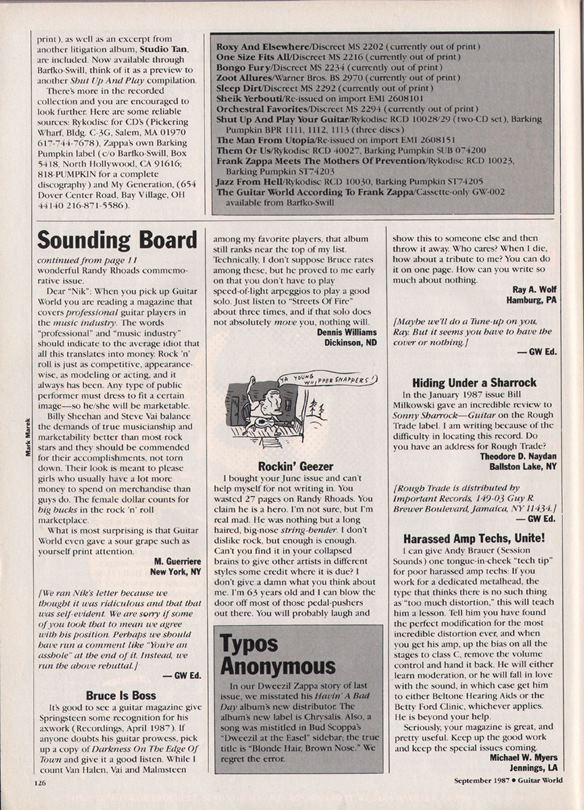 print), as well as an excerpt from
another litigation album, Studio Tan,
are included. Now available through
Barfko-Swill, think of it as a preview to
another Shut Up And Play compilation.
There's more in the recorded
collection and you are encouraged to
look further. Here are some reliable
sources: Rykodisc for CD's (Pickering
Wharf, Bldg. C-3G, Salem, MA 01970
617-744-7678), Zappa's own Barking
Pumpkin label (c/o Barfko-Swill, Box
5418, North Hollywood, CA 91616;
818-PUMPKIN for a complete
discography) and My Generation, (654
Dover Center Road, Bay Village, OH
44140 216-871-5586).
Roxy And Elsewhere/Discreet MS 2202 (currently out of print)
One Size Fits All/Discreet MS 2216 (currently out of print)
Bongo Fury/Discreet MS 2234 (currently out of print)
Zoot Allures/Warner Bros. BS 2970 (currently out of print)
Sleep Dirt/Discreet MS 2292 (currently out of print)
Sheik Yerbouti/Re-issued on import EMI 2608101
Orchestral Favorites/Discreet MS 2294 (currently out of print)
Shut Up And Play Your Guitar/Rykodisc RCD 10028/29 (two-CD set), Barking
Pumpkin BPR 1111, 1112, 1113 (three discs)
The Man From Utopia/Re-issued on import EMI 2608151
Them Or Us/Rykodisc RCD 40027, Barking Pumpkin SUB 074200
Frank Zappa Meets The Mothers Of Prevention/Rykodisc RCD 10023,
Barking Pumpkin ST74203
Jazz From Hell/Rykodisc RCD 10030, Barking Pumpkin ST74205
The Guitar World According To Frank Zappa/Cassette-only GW-002
available from Barfko-Swill
Sounding Board
continued from page 11
wonderful Randy Rhoads commemo-
rative issue.
Dear "Nik": When you pick up Guitar
World you are reading a magazine that
covers professional guitar players in
the music industry. The words
"professional" and "music industry"
should indicate to the average idiot that
all this translates into money. Rock 'n'
roll is just as competitive, appearance-
wise, as modeling or acting, and it
always has been. Any type of public
performer must dress to fit a certain
image—so he/she will be marketable.
Billy Sheehan and Steve Vai balance
the demands of true musicianship and
marketability better than most rock
stars and they should be commended
for their accomplishments, not torn
down. Their look is meant to please
girls who usually have a lot more
money to spend on merchandise than
guys do. The female dollar counts for
big bucks in the rock 'n' roll
marketplace.
What is most surprising is that Guitar
World even gave a sour grape such as
yourself print attention.
M. Guerriere
New York, NY
[We ran Nik's letter because we
thought it was ridiculous and that that
was self-evident. We are sorry if some
of you took that to mean we agree
with his position. Perhaps we should
have run a comment like "You're an
asshole" at the end of it. Instead, we
run the above rebuttal.]
— GW Ed.
Bruce Is Boss
It's good to see a guitar magazine give
Springsteen some recognition for his
axwork (Recordings, April 1987). If
anyone doubts his guitar prowess, pick
up a copy of Darkness On The Edge Of
Town and give it a good listen. While I
count Van Halen, Vai and Malmsteen
among my favorite players, that album
still ranks near the top of my list.
Technically, I don't suppose Bruce rates
among these, but he proved to me early
on that you don't have to play
speed-of-light arpeggios to play a good
solo. Just listen to "Streets Of Fire"
about three times, and if that solo does
not absolutely move you, nothing will.
Dennis Williams
Dickinson, ND
YA YOUNG
WHIPPERSNAPPERS!
Mark Marek
Rockin' Geezer
I bought your June issue and can't
help myself for not writing in. You
wasted 27 pages on Randy Rhoads. You
claim he is a hero. I'm not sure, but I'm
real mad. He was nothing but a long
haired, big-nose string-bender. I don't
dislike rock, but enough is enough.
Can't you find it in your collapsed
brains to give other artists in different
styles some credit where it is due? I
don't give a damn what you think about
me. I'm 63 years old and I can blow the
door off most of those pedal-pushers
out there. You will probably laugh and
Typos
Anonymous
In our Dweezil Zappa story of last
issue, we misstated his Havin' A Bad
Day album's new distributor. The
album's new label is Chrysalis. Also, a
song was mistitled in Bud Scoppa's
"Dweezil at the Beach" sidebar; the true
title is "Blonde Hair, Brown Nose." We
regret the error.
show this to someone else and then
throw it away. Who cares? When I die,
how about a tribute to me? You can do
it on one page. How can you write so
much about nothing.
Ray A. Wolf
Hamburg, PA
[Maybe we'll do a Tune-up on you,
Ray. But it seems you have to have the
cover or nothing.]
— GW Ed.
Hiding Under a Sharrock
In the January 1987 issue Bill
Milkowski gave an incredible review to
Sonny Sharrock—Guitar on the Rough
Trade label. I am writing because of the
difficulty in locating this record. Do
you have an address for Rough Trade?
Theodore D. Naydan
Ballston Lake, NY
[Rough Trade is distributed by
Important Records, 149-03 Guy R.
Brewer Boulevard, Jamaica, NY 11434.]
— GW Ed.
Harassed Amp Techs, Unite!
I can give Andy Brauer (Session
Sounds) one tongue-in-cheek "tech tip"
for poor harassed amp techs. If you
work for a dedicated metalhead, the
type that thinks there is no such thing
as "too much distortion," this will teach
him a lesson. Tell him you have found
the perfect modification for the most
incredible distortion ever, and when
you get his amp, up the bias on all the
stages to class C, remove the volume
control and hand it back. He will either
learn moderation, or he will fall in love
with the sound, in which case get him
to either Beltone Hearing Aids or the
Betty Ford Clinic, whichever applies.
He is beyond help.
Seriously, your magazine is great, and
pretty useful. Keep up the good work
and keep the special issues coming.
Michael W. Myers
Jennings, LA
126
September 1987 • Guitar World